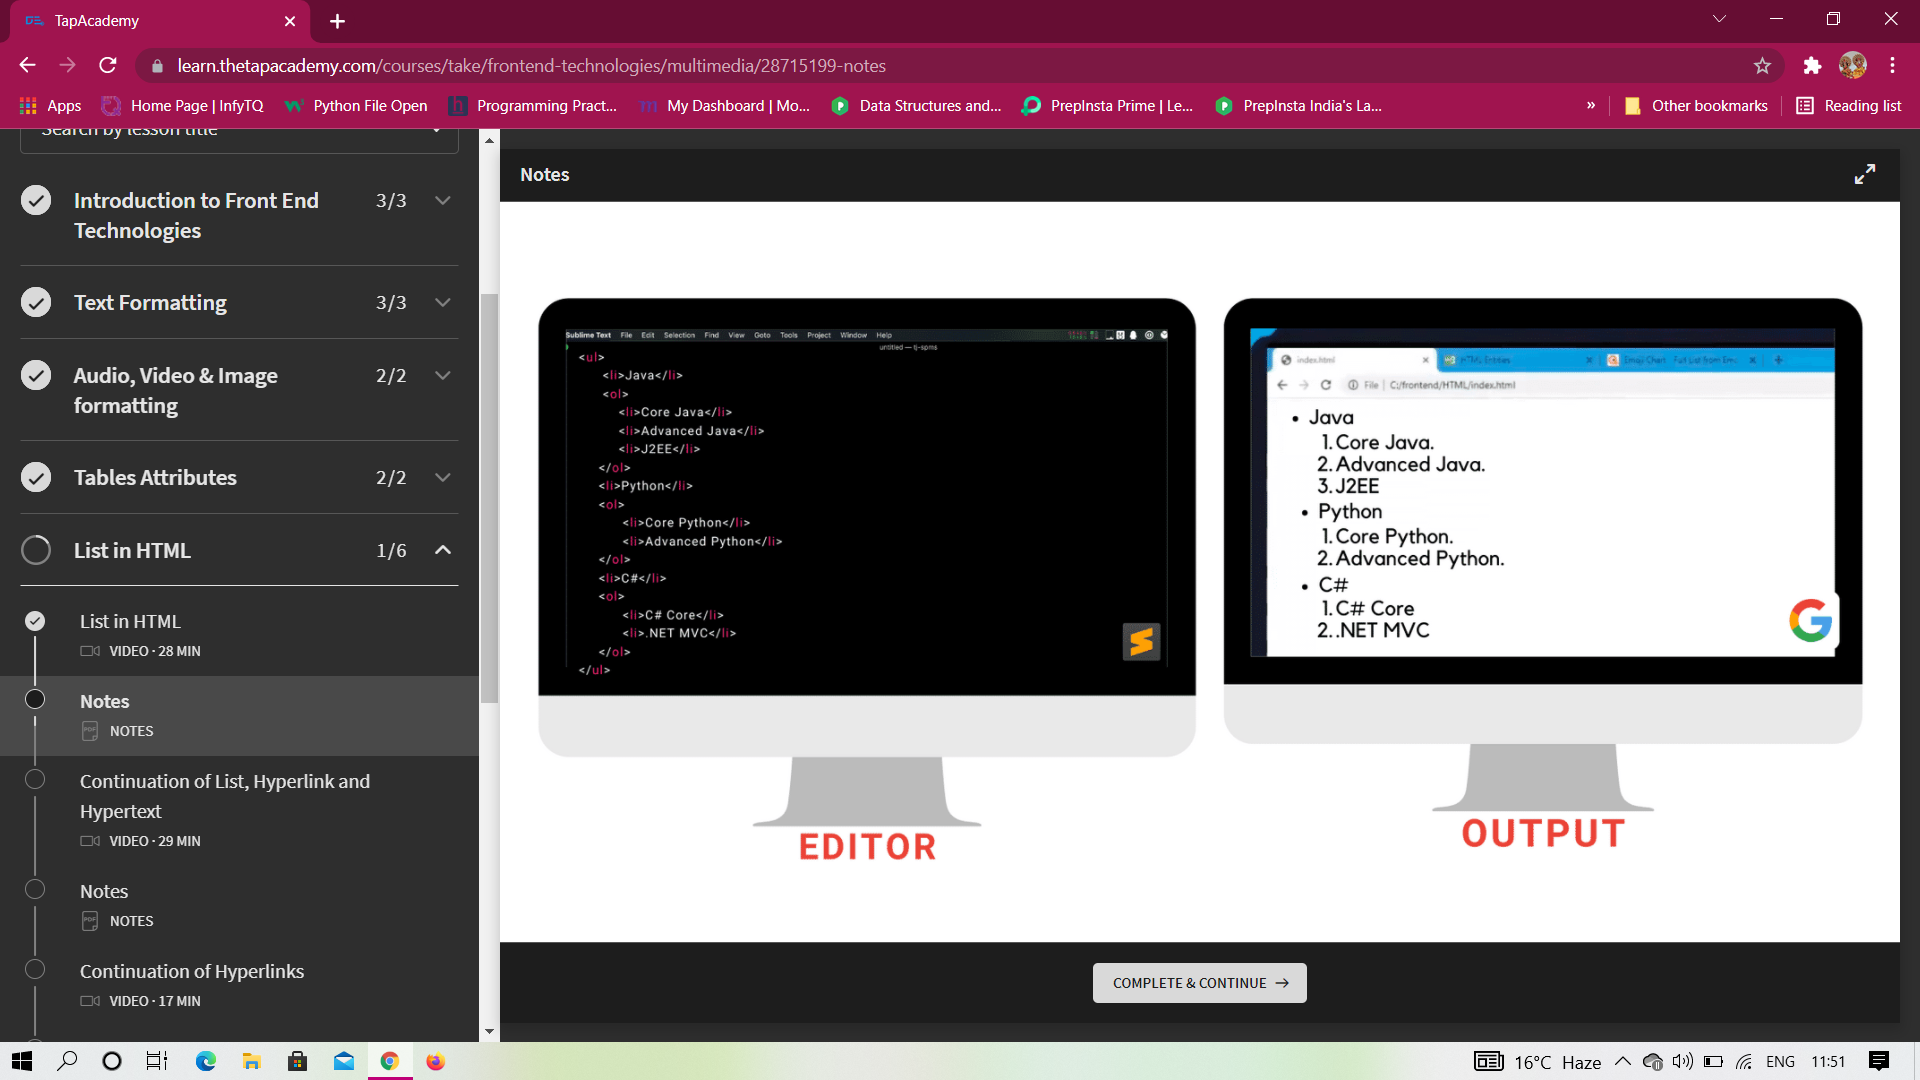 TapAcademy
learn.thetapacademy.com/courses/take/frontend-technologies/multimedia/28715199-notes
Apps
Home Page | InfyTQ
Python File Open
Programming Pract...
My Dashboard | Mo...
Data Structures and...
PrepInsta Prime | Le...
PrepInsta India's La...
»
Other bookmarks
Reading list
Search by lesson title
Introduction to Front End
Technologies
3/3
Text Formatting
3/3
Audio, Video & Image
formatting
2/2
Tables Attributes
2/2
List in HTML
1/6
List in HTML
VIDEO · 28 MIN
Notes
NOTES
Continuation of List, Hyperlink and
Hypertext
VIDEO · 29 MIN
Notes
NOTES
Continuation of Hyperlinks
VIDEO · 17 MIN
Notes
Sublime Text File Edit Selection Find View Goto Tools Project Window Help
untitled — tj-spms
<ul>
<li>Java</li>
<ol>
<li>Core Java</li>
<li>Advanced Java</li>
<li>J2EE</li>
</ol>
<li>Python</li>
<ol>
<li>Core Python</li>
<li>Advanced Python</li>
</ol>
<li>C#</li>
<ol>
<li>C# Core</li>
<li>.NET MVC</li>
</ol>
</ul>
EDITOR
index.html
HTML Entities
Emoji Chart
File | C:/frontend/HTML/index.html
• Java
1. Core Java.
2. Advanced Java.
3. J2EE
• Python
1. Core Python.
2. Advanced Python.
• C#
1. C# Core
2. .NET MVC
OUTPUT
COMPLETE & CONTINUE →
16°C Haze
ENG
11:51